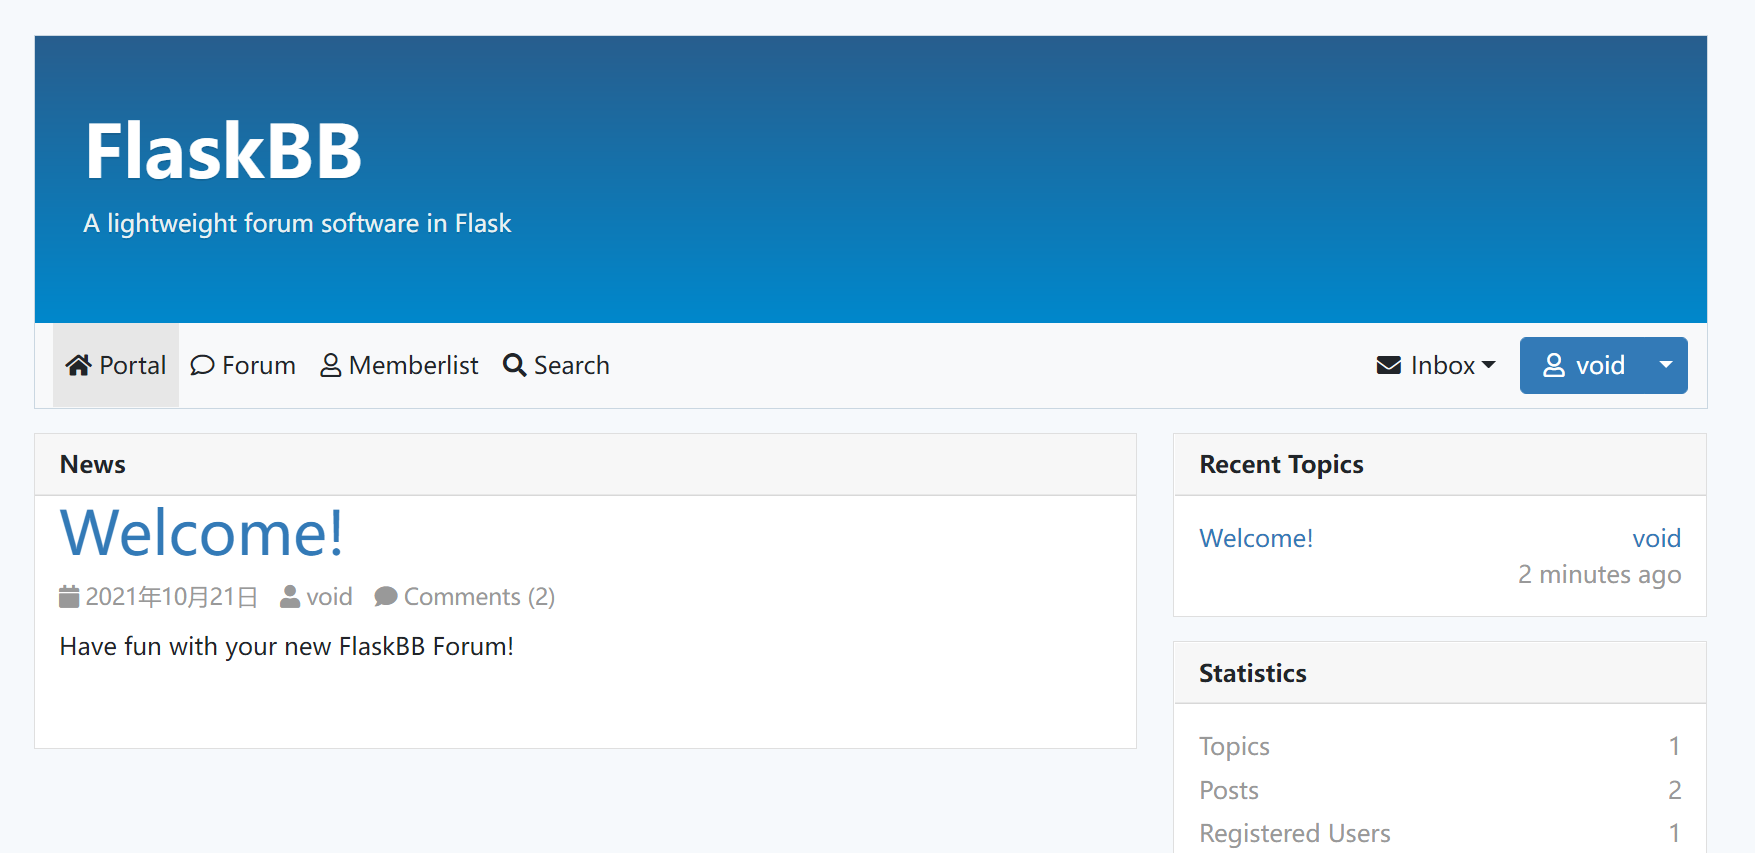 FlaskBB
A lightweight forum software in Flask
Portal Forum Memberlist Search Inbox void
News
Welcome!
2021年10月21日 void Comments (2)
Have fun with your new FlaskBB Forum!
Recent Topics
Welcome! void
2 minutes ago
Statistics
Topics 1
Posts 2
Registered Users 1